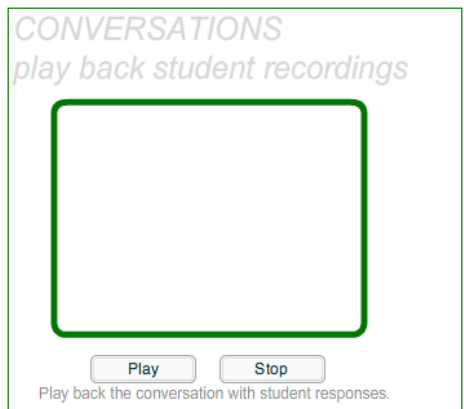 CONVERSATIONS
play back student recordings
Play Stop
Play back the conversation with student responses.